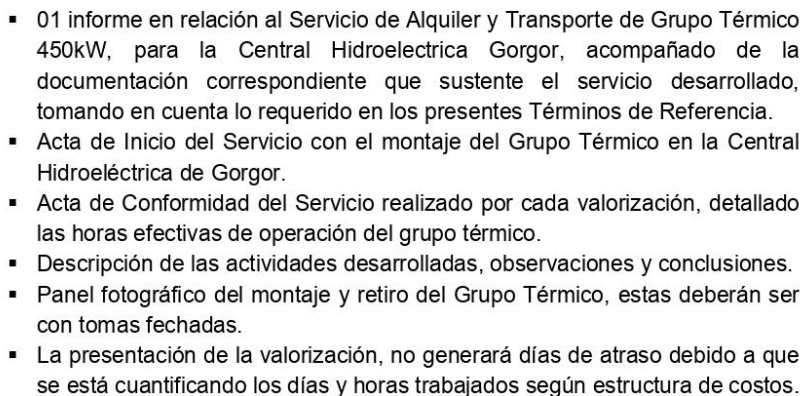 ▪ 01 informe en relación al Servicio de Alquiler y Transporte de Grupo Térmico
450kW, para la Central Hidroelectrica Gorgor, acompañado de la
documentación correspondiente que sustente el servicio desarrollado,
tomando en cuenta lo requerido en los presentes Términos de Referencia.
▪ Acta de Inicio del Servicio con el montaje del Grupo Térmico en la Central
Hidroeléctrica de Gorgor.
▪ Acta de Conformidad del Servicio realizado por cada valorización, detallado
las horas efectivas de operación del grupo térmico.
▪ Descripción de las actividades desarrolladas, observaciones y conclusiones.
▪ Panel fotográfico del montaje y retiro del Grupo Térmico, estas deberán ser
con tomas fechadas.
▪ La presentación de la valorización, no generará días de atraso debido a que
se está cuantificando los días y horas trabajados según estructura de costos.